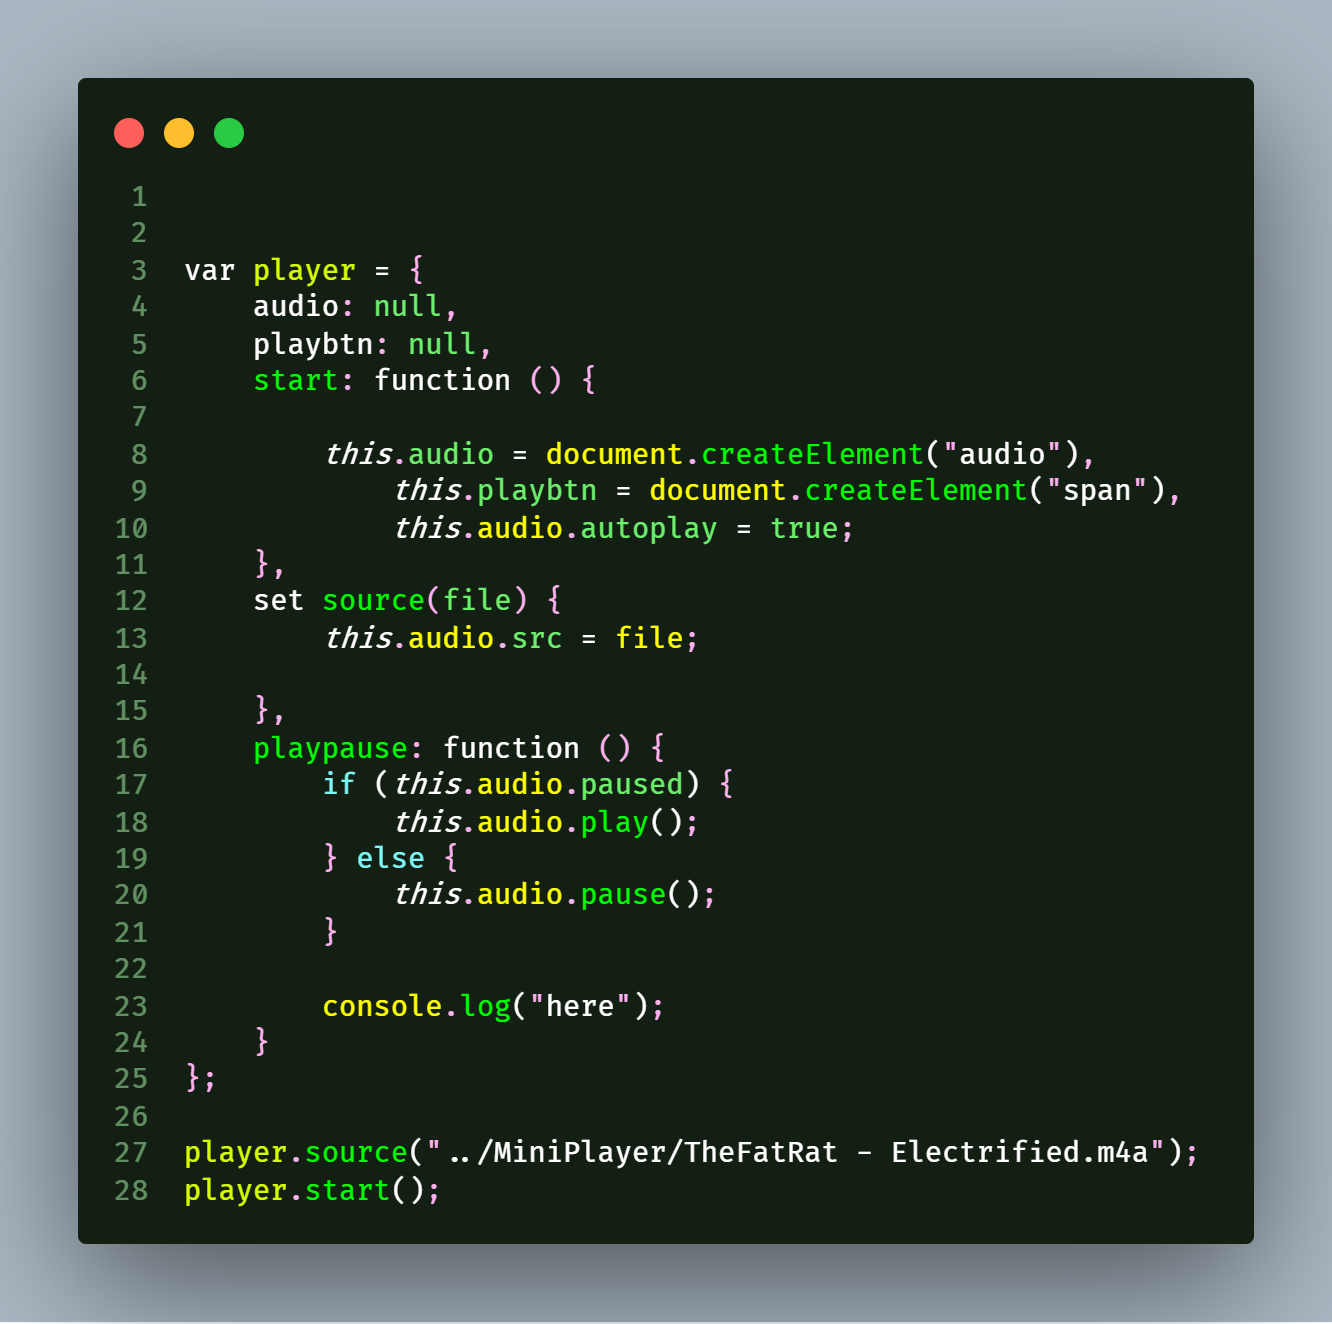 1
2
3 var player = {
4     audio: null,
5     playbtn: null,
6     start: function () {
7
8         this.audio = document.createElement("audio"),
9             this.playbtn = document.createElement("span"),
10             this.audio.autoplay = true;
11     },
12     set source(file) {
13         this.audio.src = file;
14
15     },
16     playpause: function () {
17         if (this.audio.paused) {
18             this.audio.play();
19         } else {
20             this.audio.pause();
21         }
22
23         console.log("here");
24     }
25 };
26
27 player.source("../MiniPlayer/TheFatRat - Electrified.m4a");
28 player.start();